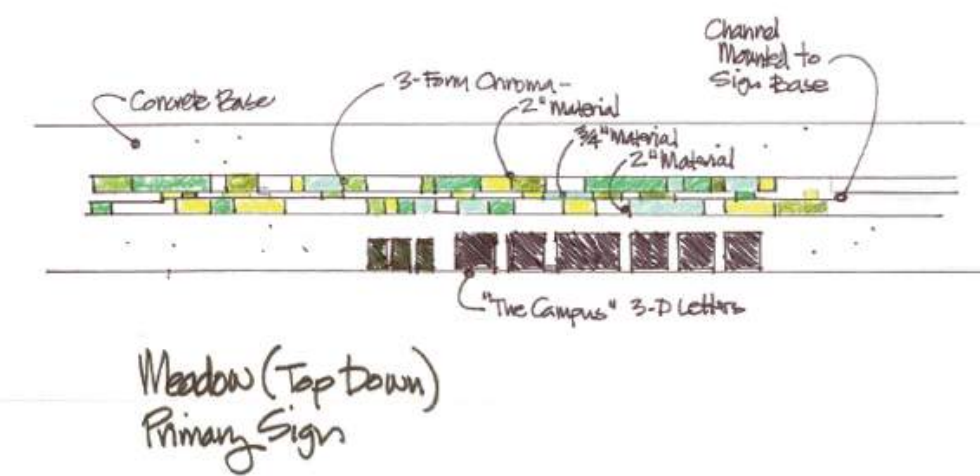 Channel
Mounted to
Sign Base
3-Form Chroma-
2" Material
Concrete Base
3/4" Material
2" Material
"The Campus" 3-D Letters
Meadow (Top Down)
Primary Sign